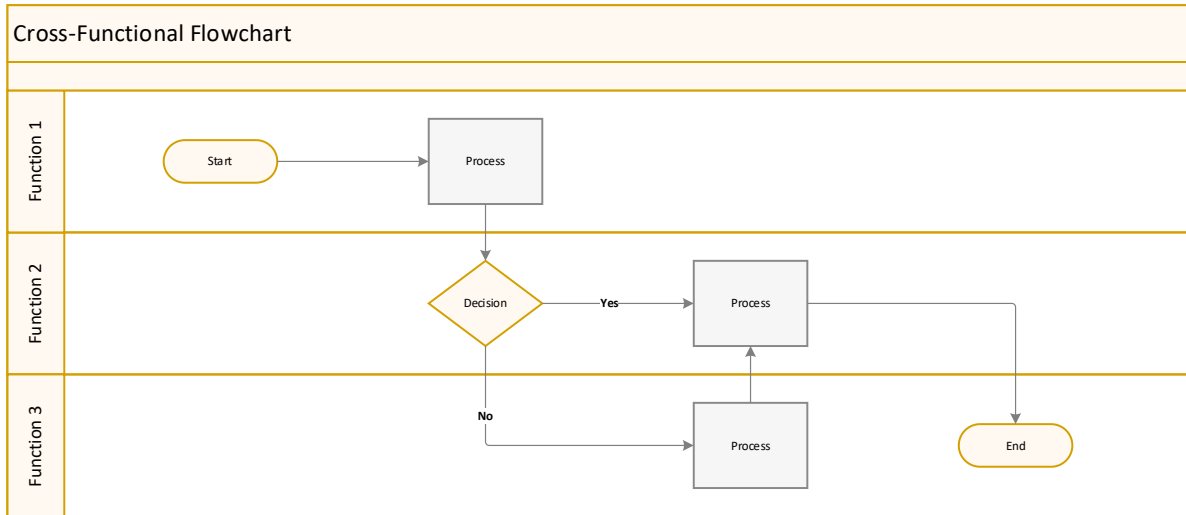 Cross-Functional Flowchart
Function 1
Start
Process
Function 2
Decision
Yes
Process
Function 3
No
Process
End